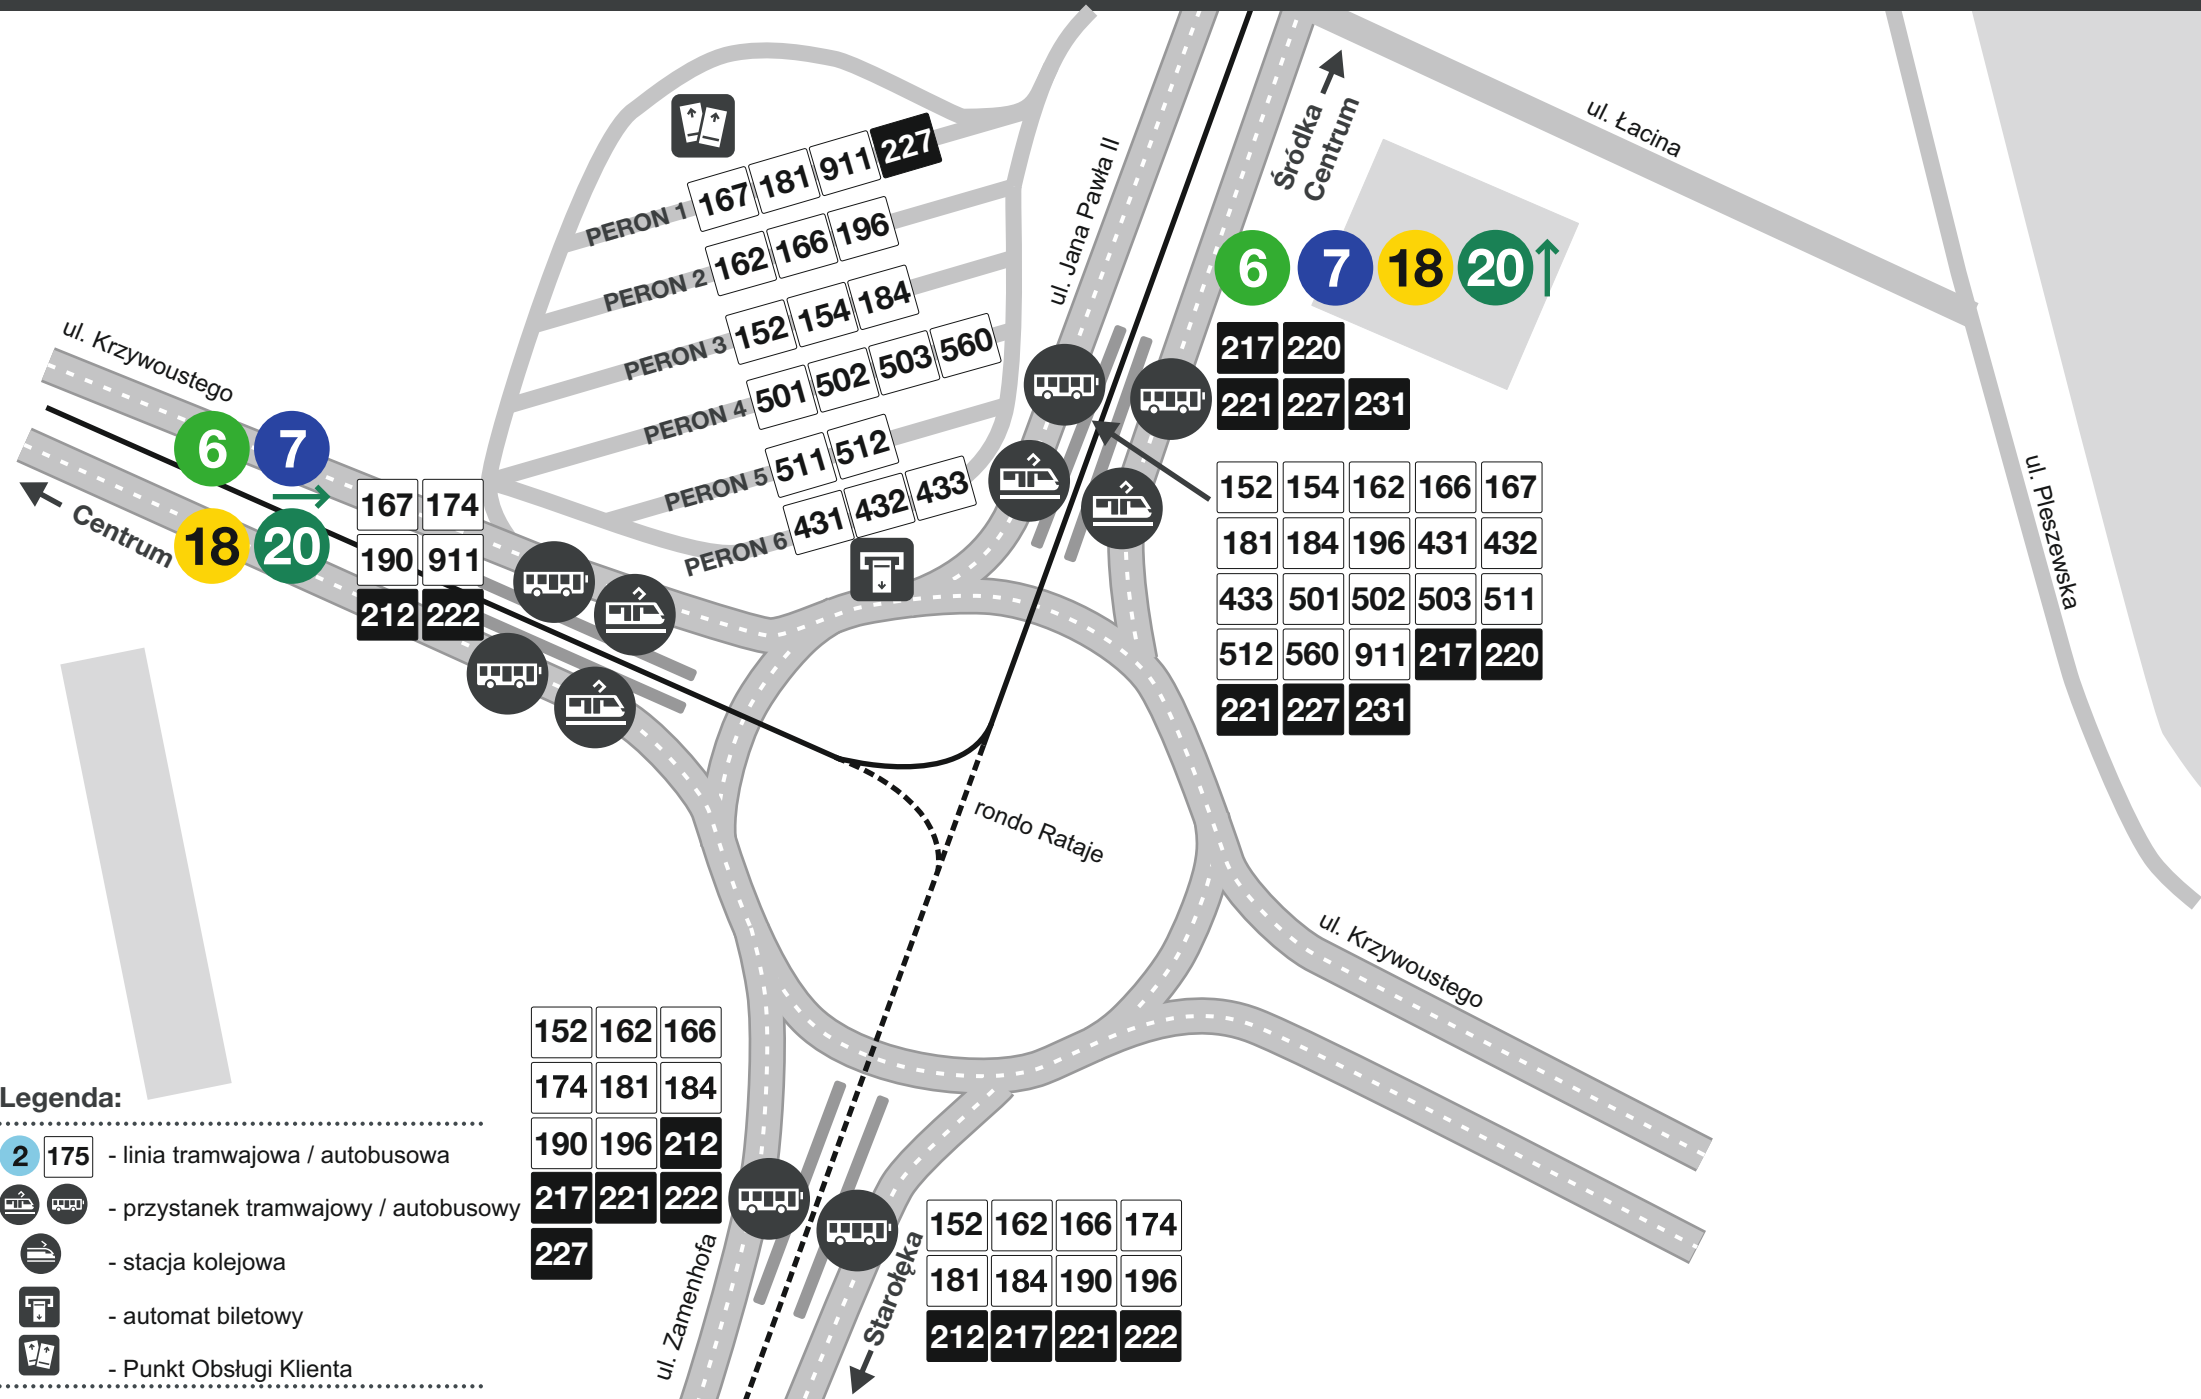 ul. Łacina
Śródka
Centrum
ul. Jana Pawła II
PERON 1 167 181 911 227
PERON 2 162 166 196
PERON 3 152 154 184
PERON 4 501 502 503 560
PERON 5 511 512
PERON 6 431 432 433
6 7 18 20
217 220
221 227 231
152 154 162 166 167
181 184 196 431 432
433 501 502 503 511
512 560 911 217 220
221 227 231
ul. Pleszewska
ul. Krzywoustego
6 7
18 20
Centrum
167 174
190 911
212 222
rondo Rataje
ul. Krzywoustego
152 162 166
174 181 184
190 196 212
217 221 222
227
ul. Zamenhofa
Starołęka
152 162 166 174
181 184 190 196
212 217 221 222
Legenda:
2 175 - linia tramwajowa / autobusowa
- przystanek tramwajowy / autobusowy
- stacja kolejowa
- automat biletowy
- Punkt Obsługi Klienta